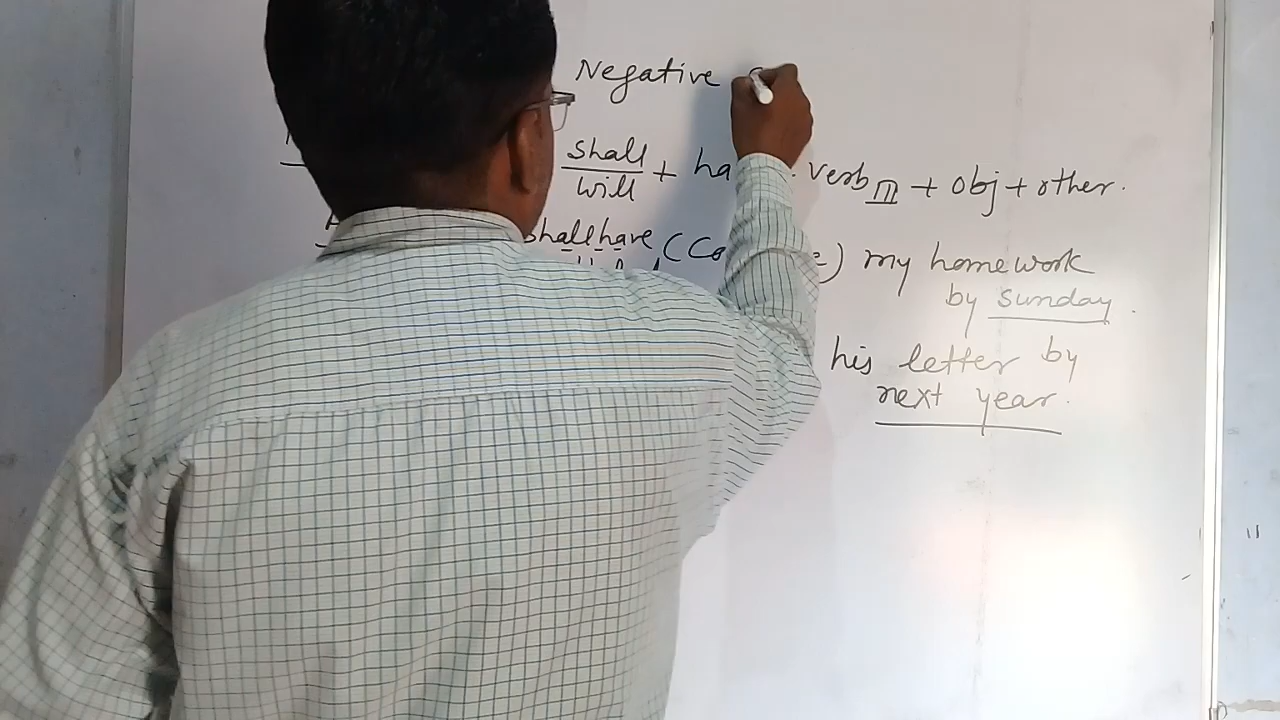 Negative
shall
will + ha verb III + obj + other.
shall have (Co e) my homework
by sunday.
his letter by
next year.